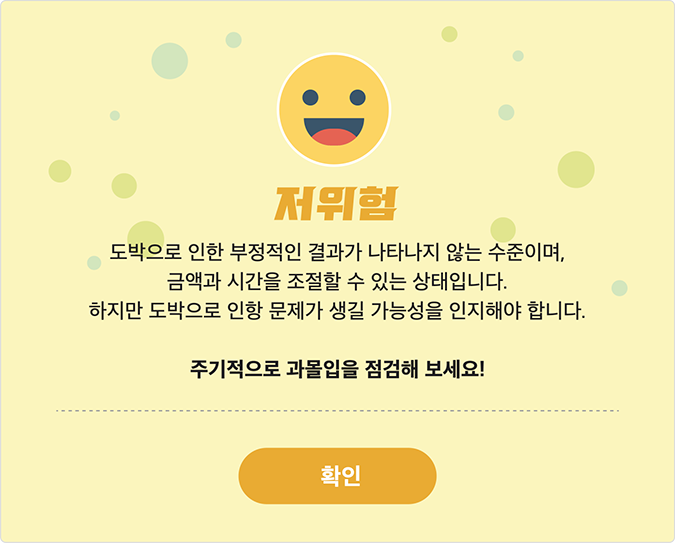 저위험
도박으로 인한 부정적인 결과가 나타나지 않는 수준이며,
금액과 시간을 조절할 수 있는 상태입니다.
하지만 도박으로 인항 문제가 생길 가능성을 인지해야 합니다.
주기적으로 과몰입을 점검해 보세요!
확인